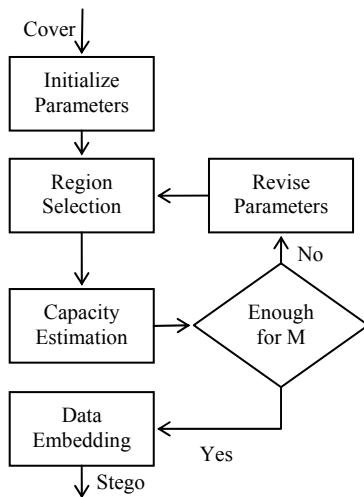 Cover
Initialize
Parameters
Region
Selection
Revise
Parameters
No
Capacity
Estimation
Enough
for M
Data
Embedding
Yes
Stego